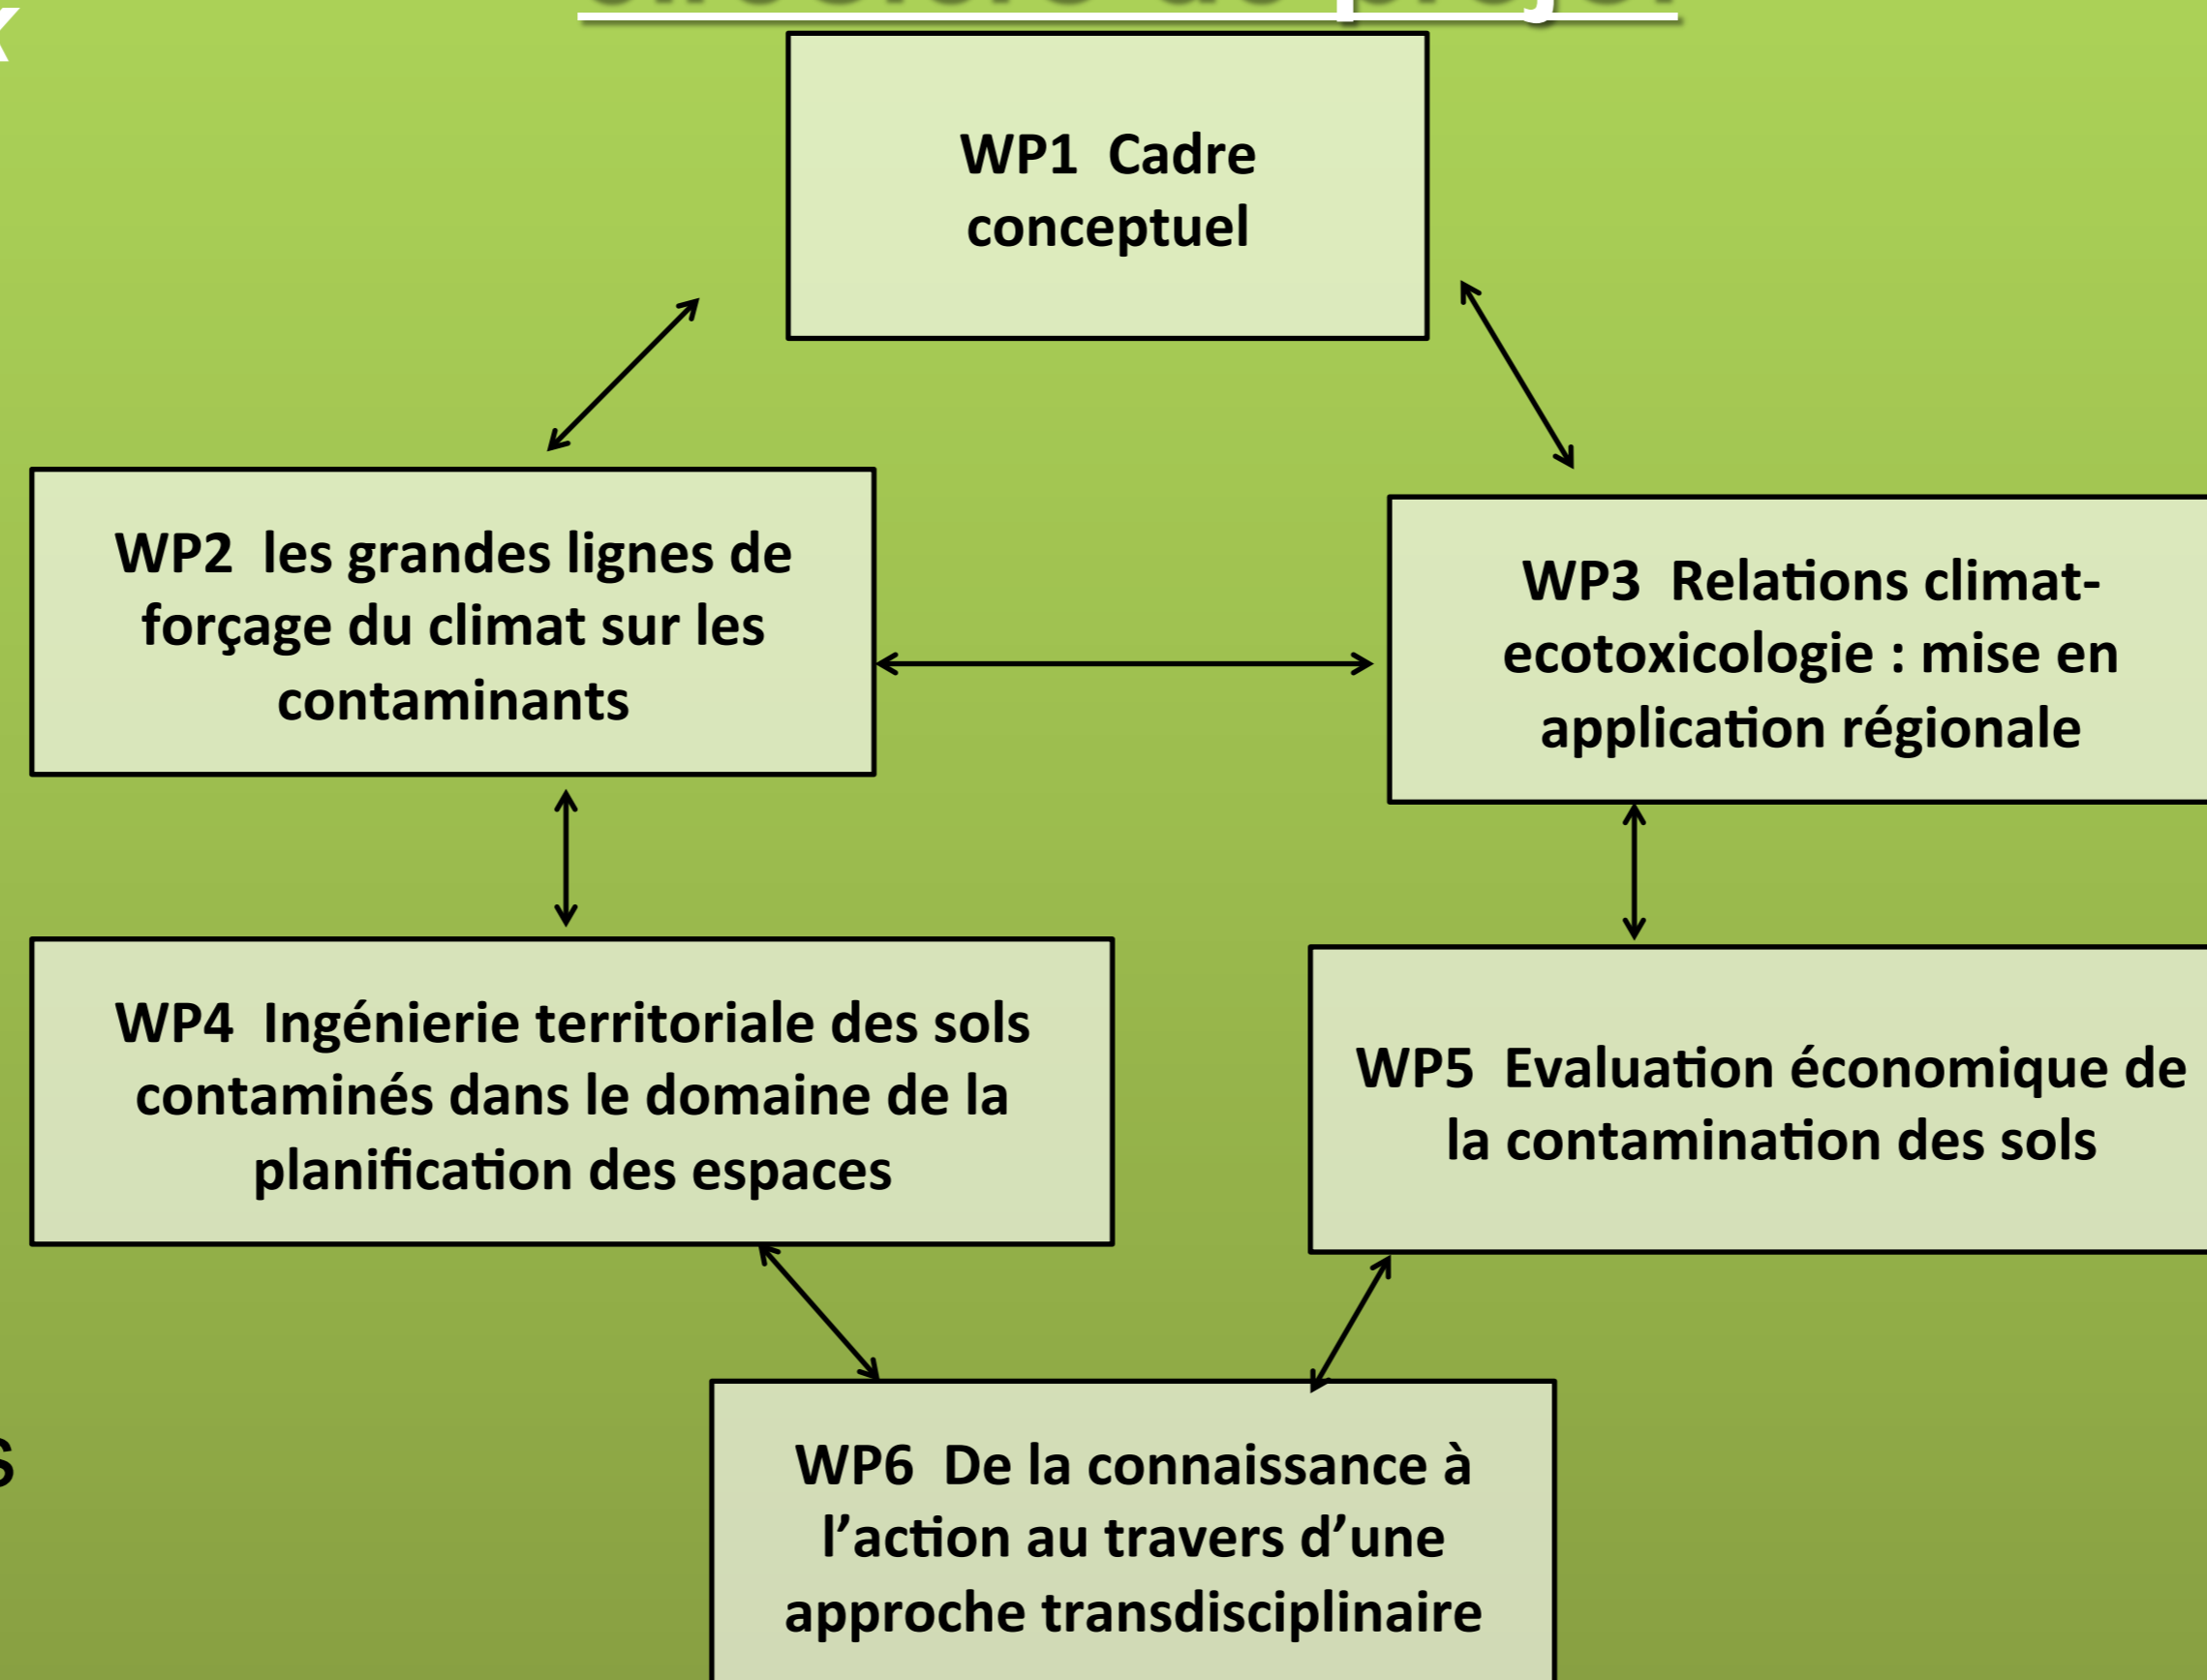 WP1 Cadre
conceptuel
WP2 les grandes lignes de
forçage du climat sur les
contaminants
WP3 Relations climat-
ecotoxicologie : mise en
application régionale
WP4 Ingénierie territoriale des sols
contaminés dans le domaine de la
planification des espaces
WP5 Evaluation économique de
la contamination des sols
WP6 De la connaissance à
l’action au travers d’une
approche transdisciplinaire